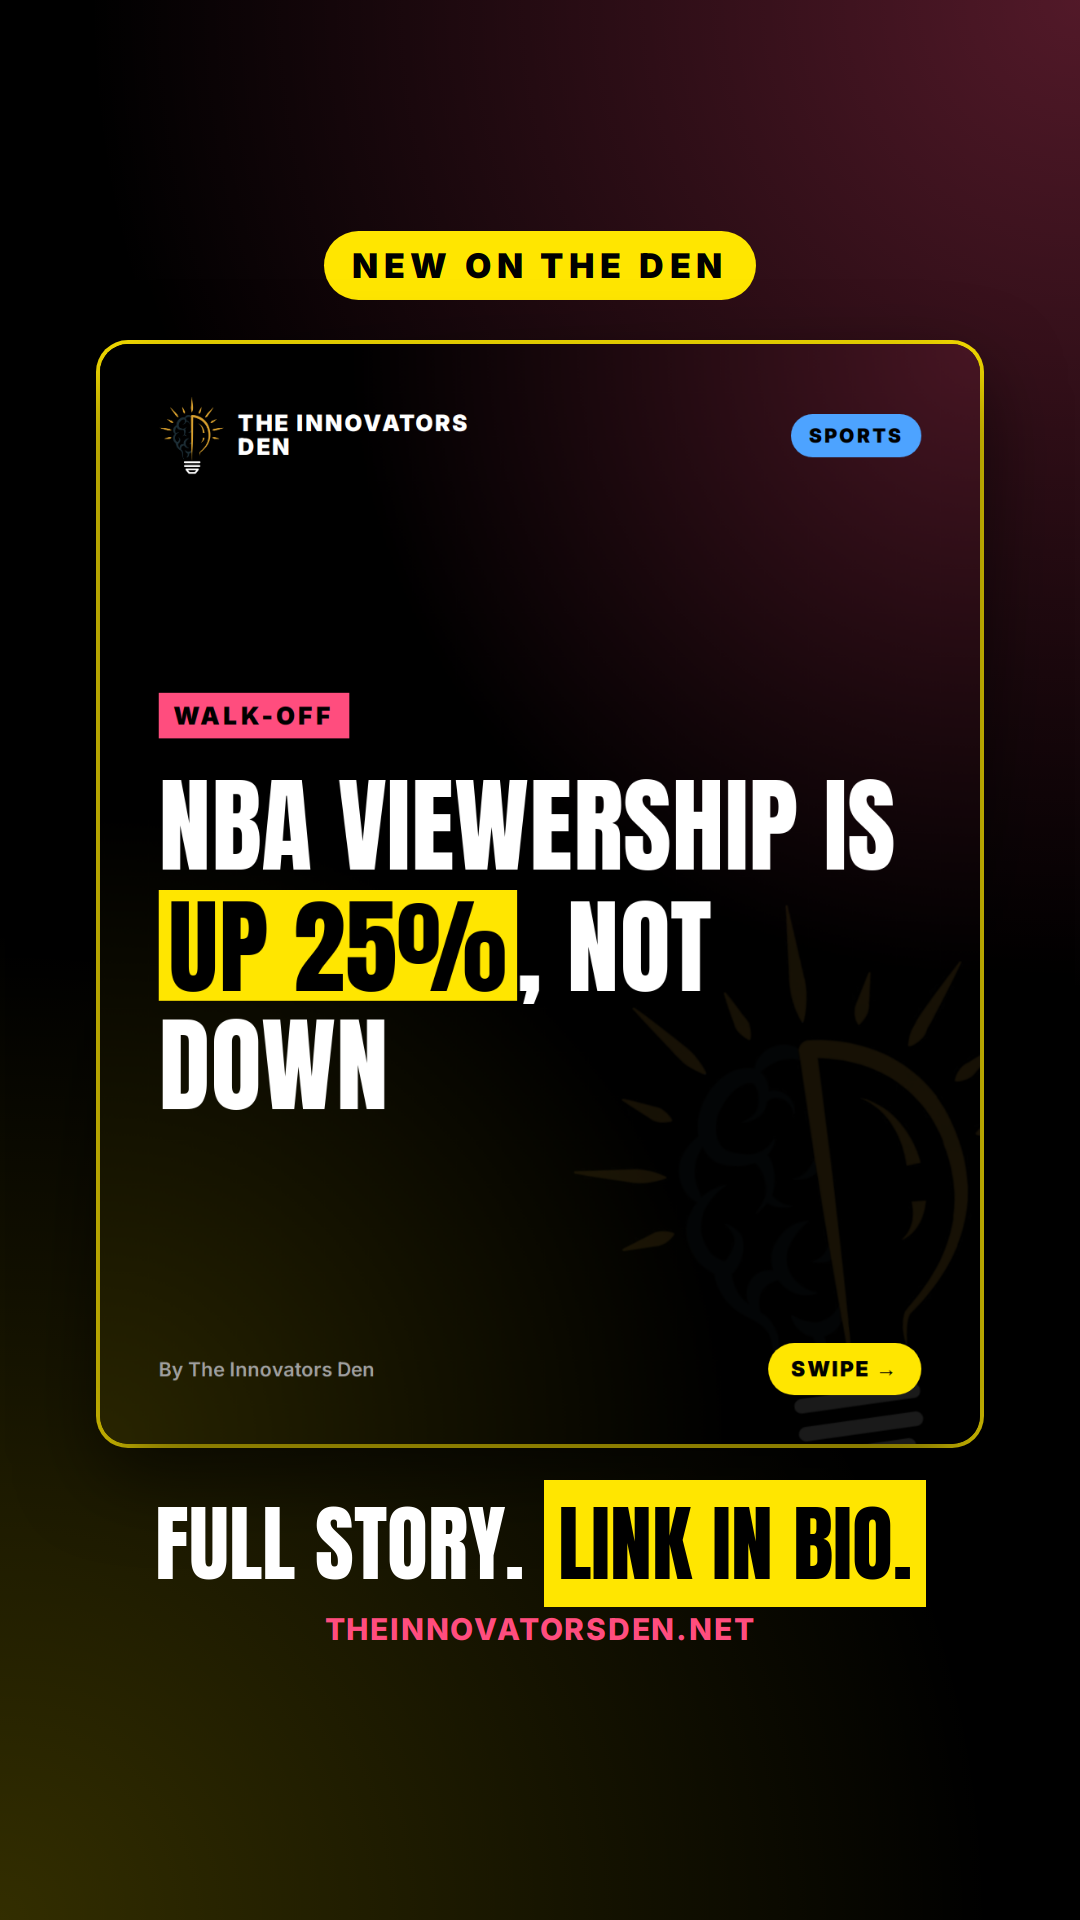 NEW ON THE DEN
THE INNOVATORS
DEN
SPORTS
WALK-OFF
NBA VIEWERSHIP IS
UP 25%, NOT
DOWN
By The Innovators Den
SWIPE →
FULL STORY. LINK IN BIO.
THEINNOVATORSDEN.NET